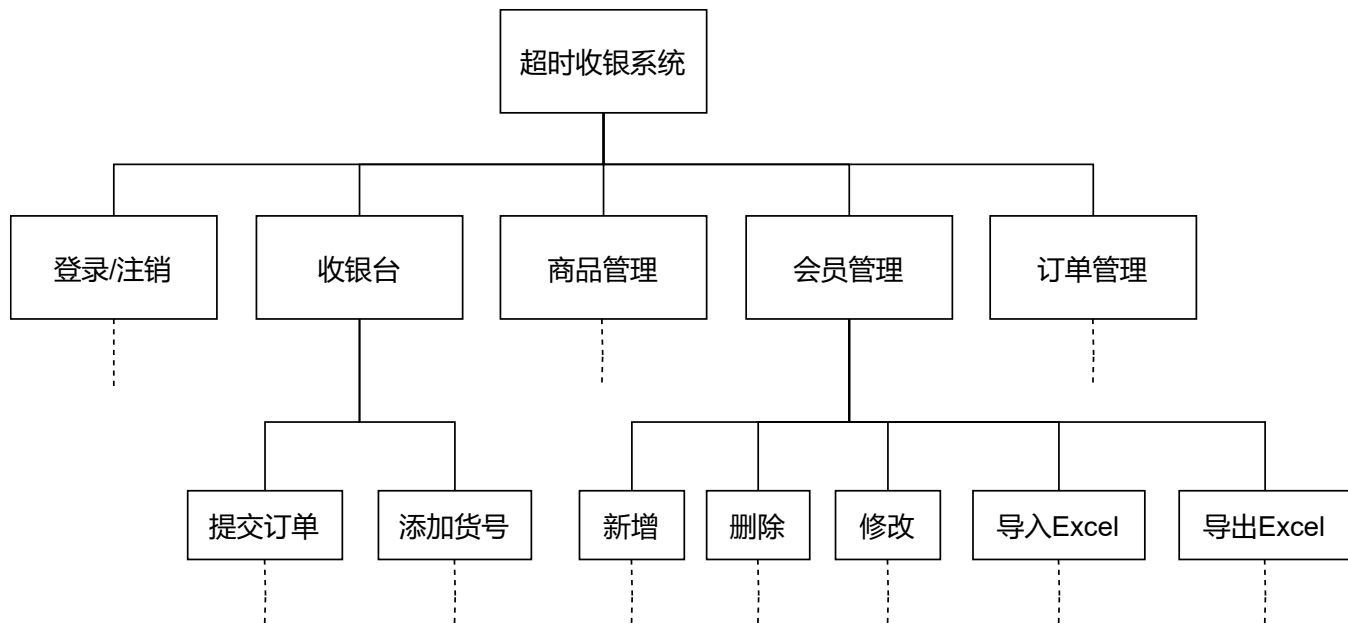 超时收银系统
登录/注销
收银台
商品管理
会员管理
订单管理
提交订单
添加货号
新增
删除
修改
导入Excel
导出Excel